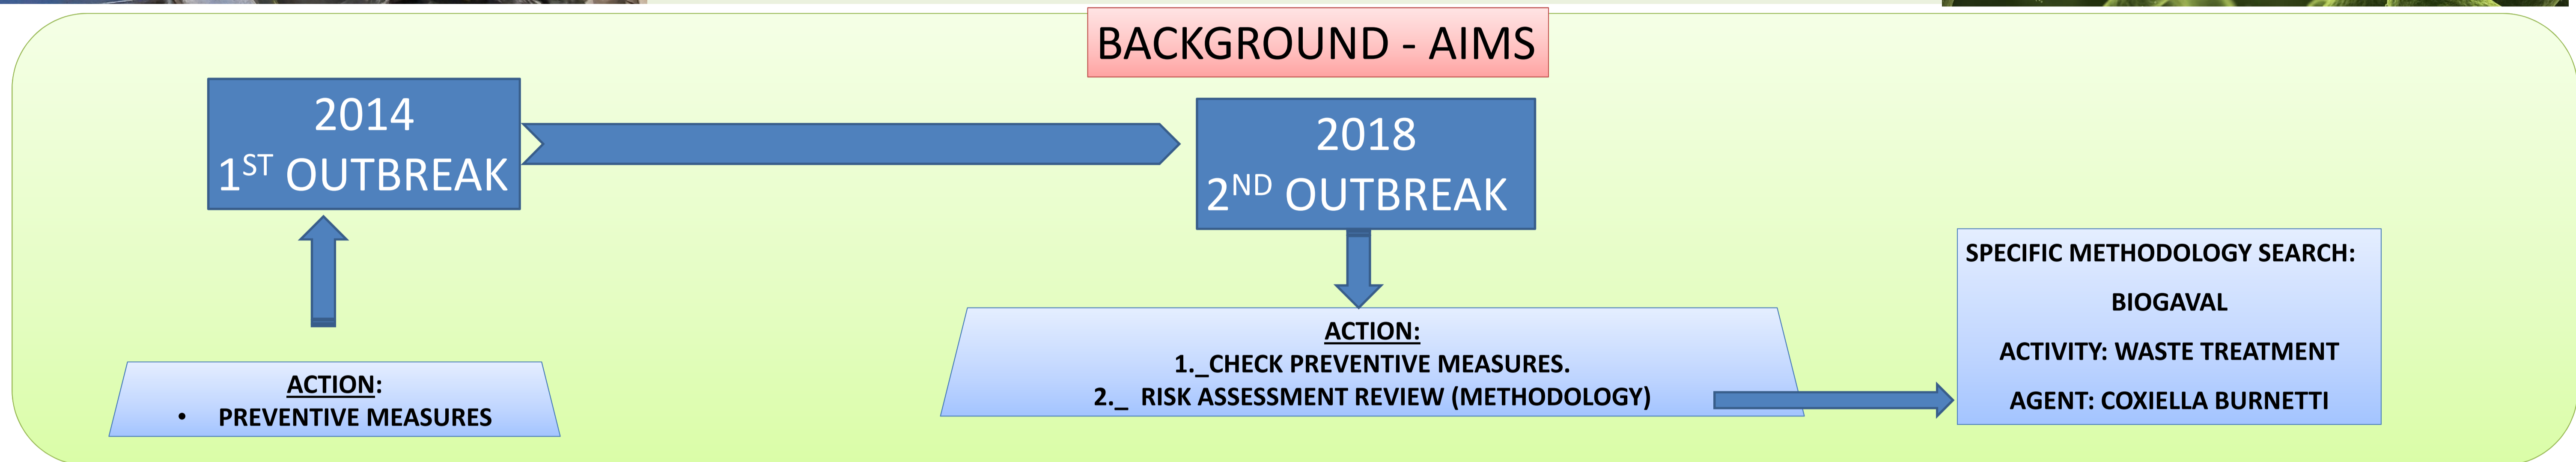 BACKGROUND - AIMS
2014
1ST OUTBREAK
2018
2ND OUTBREAK
ACTION:
• PREVENTIVE MEASURES
ACTION:
1._CHECK PREVENTIVE MEASURES.
2._ RISK ASSESSMENT REVIEW (METHODOLOGY)
SPECIFIC METHODOLOGY SEARCH:
BIOGAVAL
ACTIVITY: WASTE TREATMENT
AGENT: COXIELLA BURNETTI